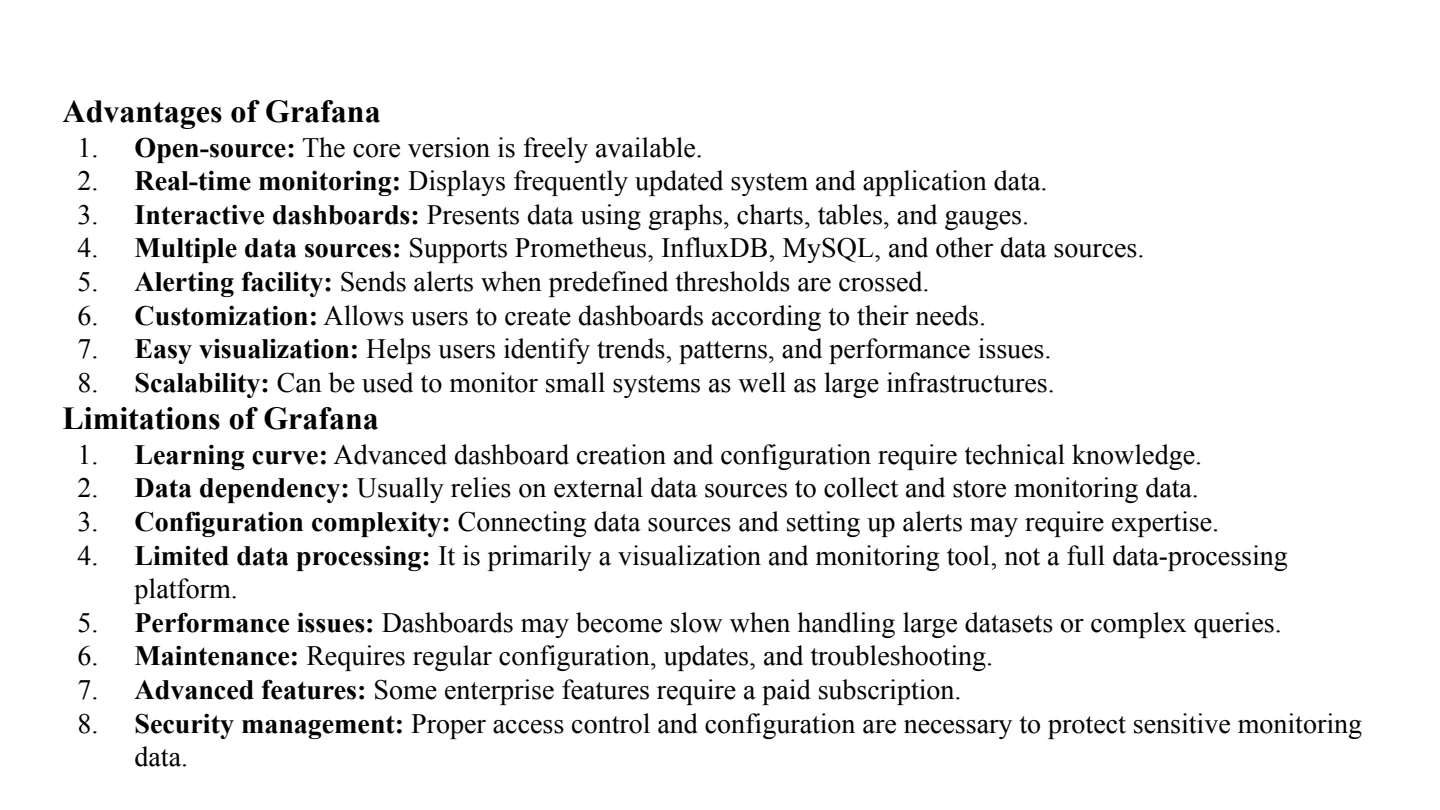 Advantages of Grafana
1. Open-source: The core version is freely available.
2. Real-time monitoring: Displays frequently updated system and application data.
3. Interactive dashboards: Presents data using graphs, charts, tables, and gauges.
4. Multiple data sources: Supports Prometheus, InfluxDB, MySQL, and other data sources.
5. Alerting facility: Sends alerts when predefined thresholds are crossed.
6. Customization: Allows users to create dashboards according to their needs.
7. Easy visualization: Helps users identify trends, patterns, and performance issues.
8. Scalability: Can be used to monitor small systems as well as large infrastructures.
Limitations of Grafana
1. Learning curve: Advanced dashboard creation and configuration require technical knowledge.
2. Data dependency: Usually relies on external data sources to collect and store monitoring data.
3. Configuration complexity: Connecting data sources and setting up alerts may require expertise.
4. Limited data processing: It is primarily a visualization and monitoring tool, not a full data-processing
platform.
5. Performance issues: Dashboards may become slow when handling large datasets or complex queries.
6. Maintenance: Requires regular configuration, updates, and troubleshooting.
7. Advanced features: Some enterprise features require a paid subscription.
8. Security management: Proper access control and configuration are necessary to protect sensitive monitoring
data.